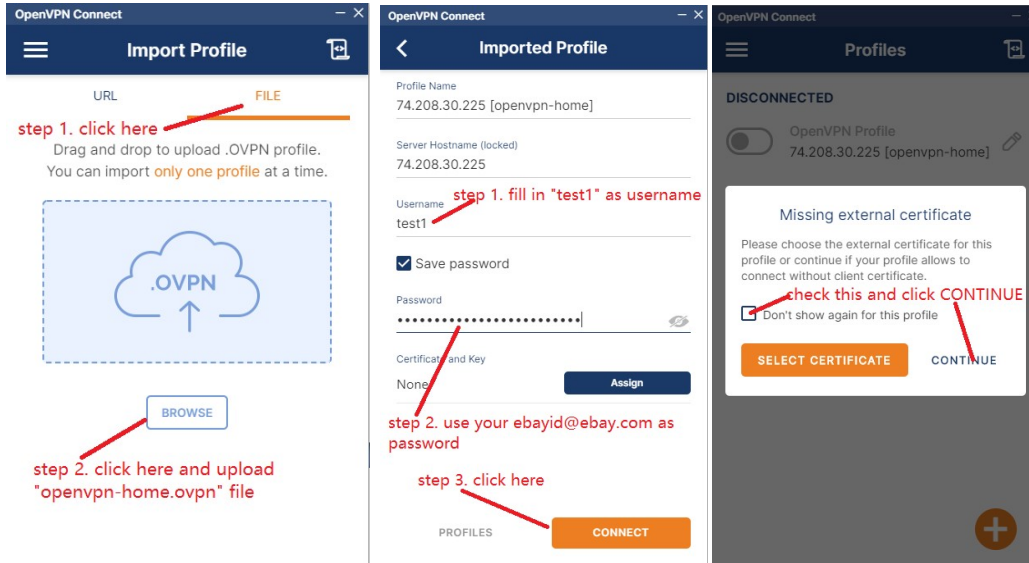 OpenVPN Connect
Import Profile
URL
FILE
step 1. click here
Drag and drop to upload .OVPN profile.
You can import only one profile at a time.
.OVPN
BROWSE
step 2. click here and upload
"openvpn-home.ovpn" file
OpenVPN Connect
Imported Profile
Profile Name
74.208.30.225 [openvpn-home]
Server Hostname (locked)
74.208.30.225
step 1. fill in "test1" as username
Username
test1
Save password
Password
•••••••••••••••••••••••••
Certificate and Key
None
Assign
step 2. use your ebayid@ebay.com as
password
step 3. click here
PROFILES
CONNECT
OpenVPN Connect
Profiles
DISCONNECTED
OpenVPN Profile
74.208.30.225 [openvpn-home]
Missing external certificate
Please choose the external certificate for this
profile or continue if your profile allows to
connect without client certificate.
check this and click CONTINUE
Don't show again for this profile
SELECT CERTIFICATE
CONTINUE